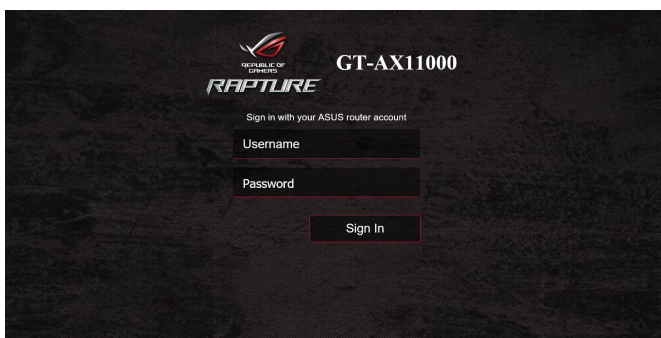 REPUBLIC OF
GAMERS
RAPTURE
GT-AX11000
Sign in with your ASUS router account
Username
Password
Sign In